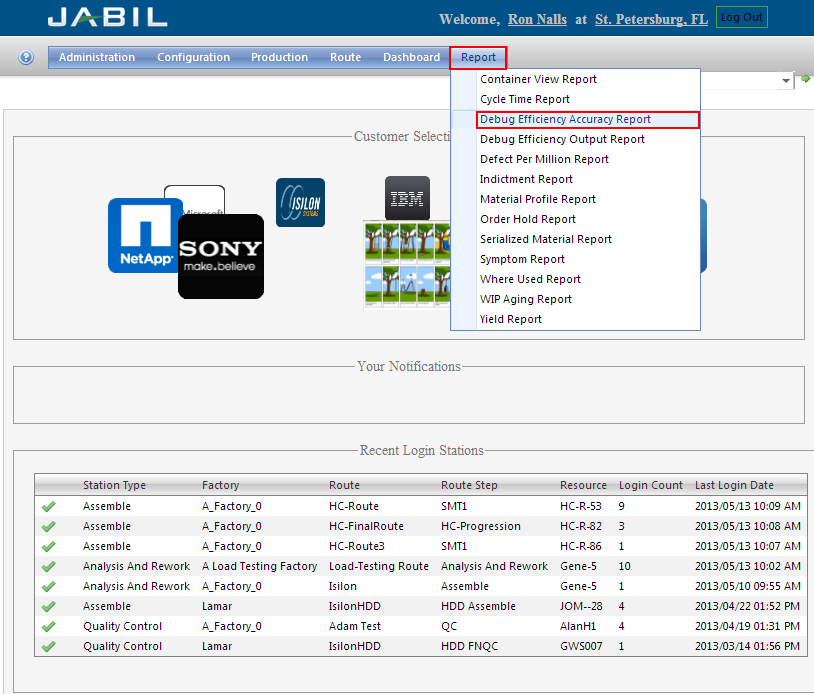 JABIL
Welcome, Ron Nalls at St. Petersburg, FL Log Out
? Administration Configuration Production Route Dashboard Report
Container View Report
Cycle Time Report
Debug Efficiency Accuracy Report
Debug Efficiency Output Report
Defect Per Million Report
Indictment Report
Material Profile Report
Order Hold Report
Serialized Material Report
Symptom Report
Where Used Report
WIP Aging Report
Yield Report
Customer Selecti
Microsoft
NetApp
SONY
make.believe
ISILON
SYSTEMS
IBM
Your Notifications
Recent Login Stations
Station Type Factory Route Route Step Resource Login Count Last Login Date
Assemble A_Factory_0 HC-Route SMT1 HC-R-53 9 2013/05/13 10:09 AM
Assemble A_Factory_0 HC-FinalRoute HC-Progression HC-R-82 3 2013/05/13 10:08 AM
Assemble A_Factory_0 HC-Route3 SMT1 HC-R-86 1 2013/05/13 10:07 AM
Analysis And Rework A Load Testing Factory Load-Testing Route Analysis And Rework Gene-5 10 2013/05/13 10:02 AM
Analysis And Rework A_Factory_0 Isilon Assemble Gene-5 1 2013/05/10 09:55 AM
Assemble Lamar IsilonHDD HDD Assemble JOM--28 4 2013/04/22 01:52 PM
Quality Control A_Factory_0 Adam Test QC AlanH1 4 2013/04/19 01:31 PM
Quality Control Lamar IsilonHDD HDD FNQC GWS007 1 2013/03/14 01:56 PM